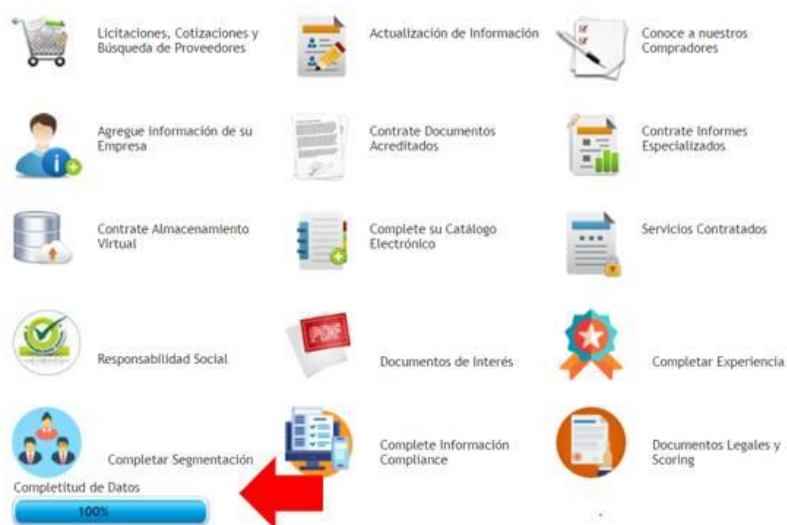 Licitaciones, Cotizaciones y
Búsqueda de Proveedores
Actualización de Información
Conoce a nuestros
Compradores
Agregue información de su
Empresa
Contrate Documentos
Acreditados
Contrate Informes
Especializados
Contrate Almacenamiento
Virtual
Complete su Catálogo
Electrónico
Servicios Contratados
Responsabilidad Social
PDF
Documentos de Interés
Completar Experiencia
Completar Segmentación
Complete Información
Compliance
Documentos Legales y
Scoring
Completitud de Datos
100%